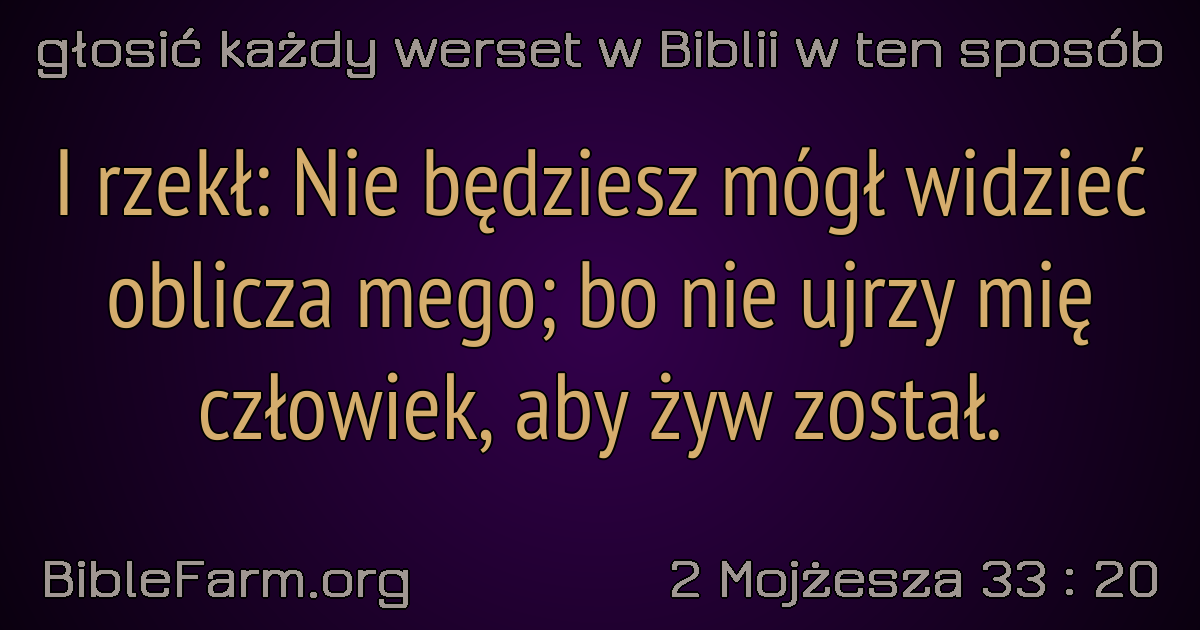 głosić każdy werset w Biblii w ten sposób
I rzekł: Nie będziesz mógł widzieć
oblicza mego; bo nie ujrzy mię
człowiek, aby żyw został.
BibleFarm.org
2 Mojżesza 33 : 20